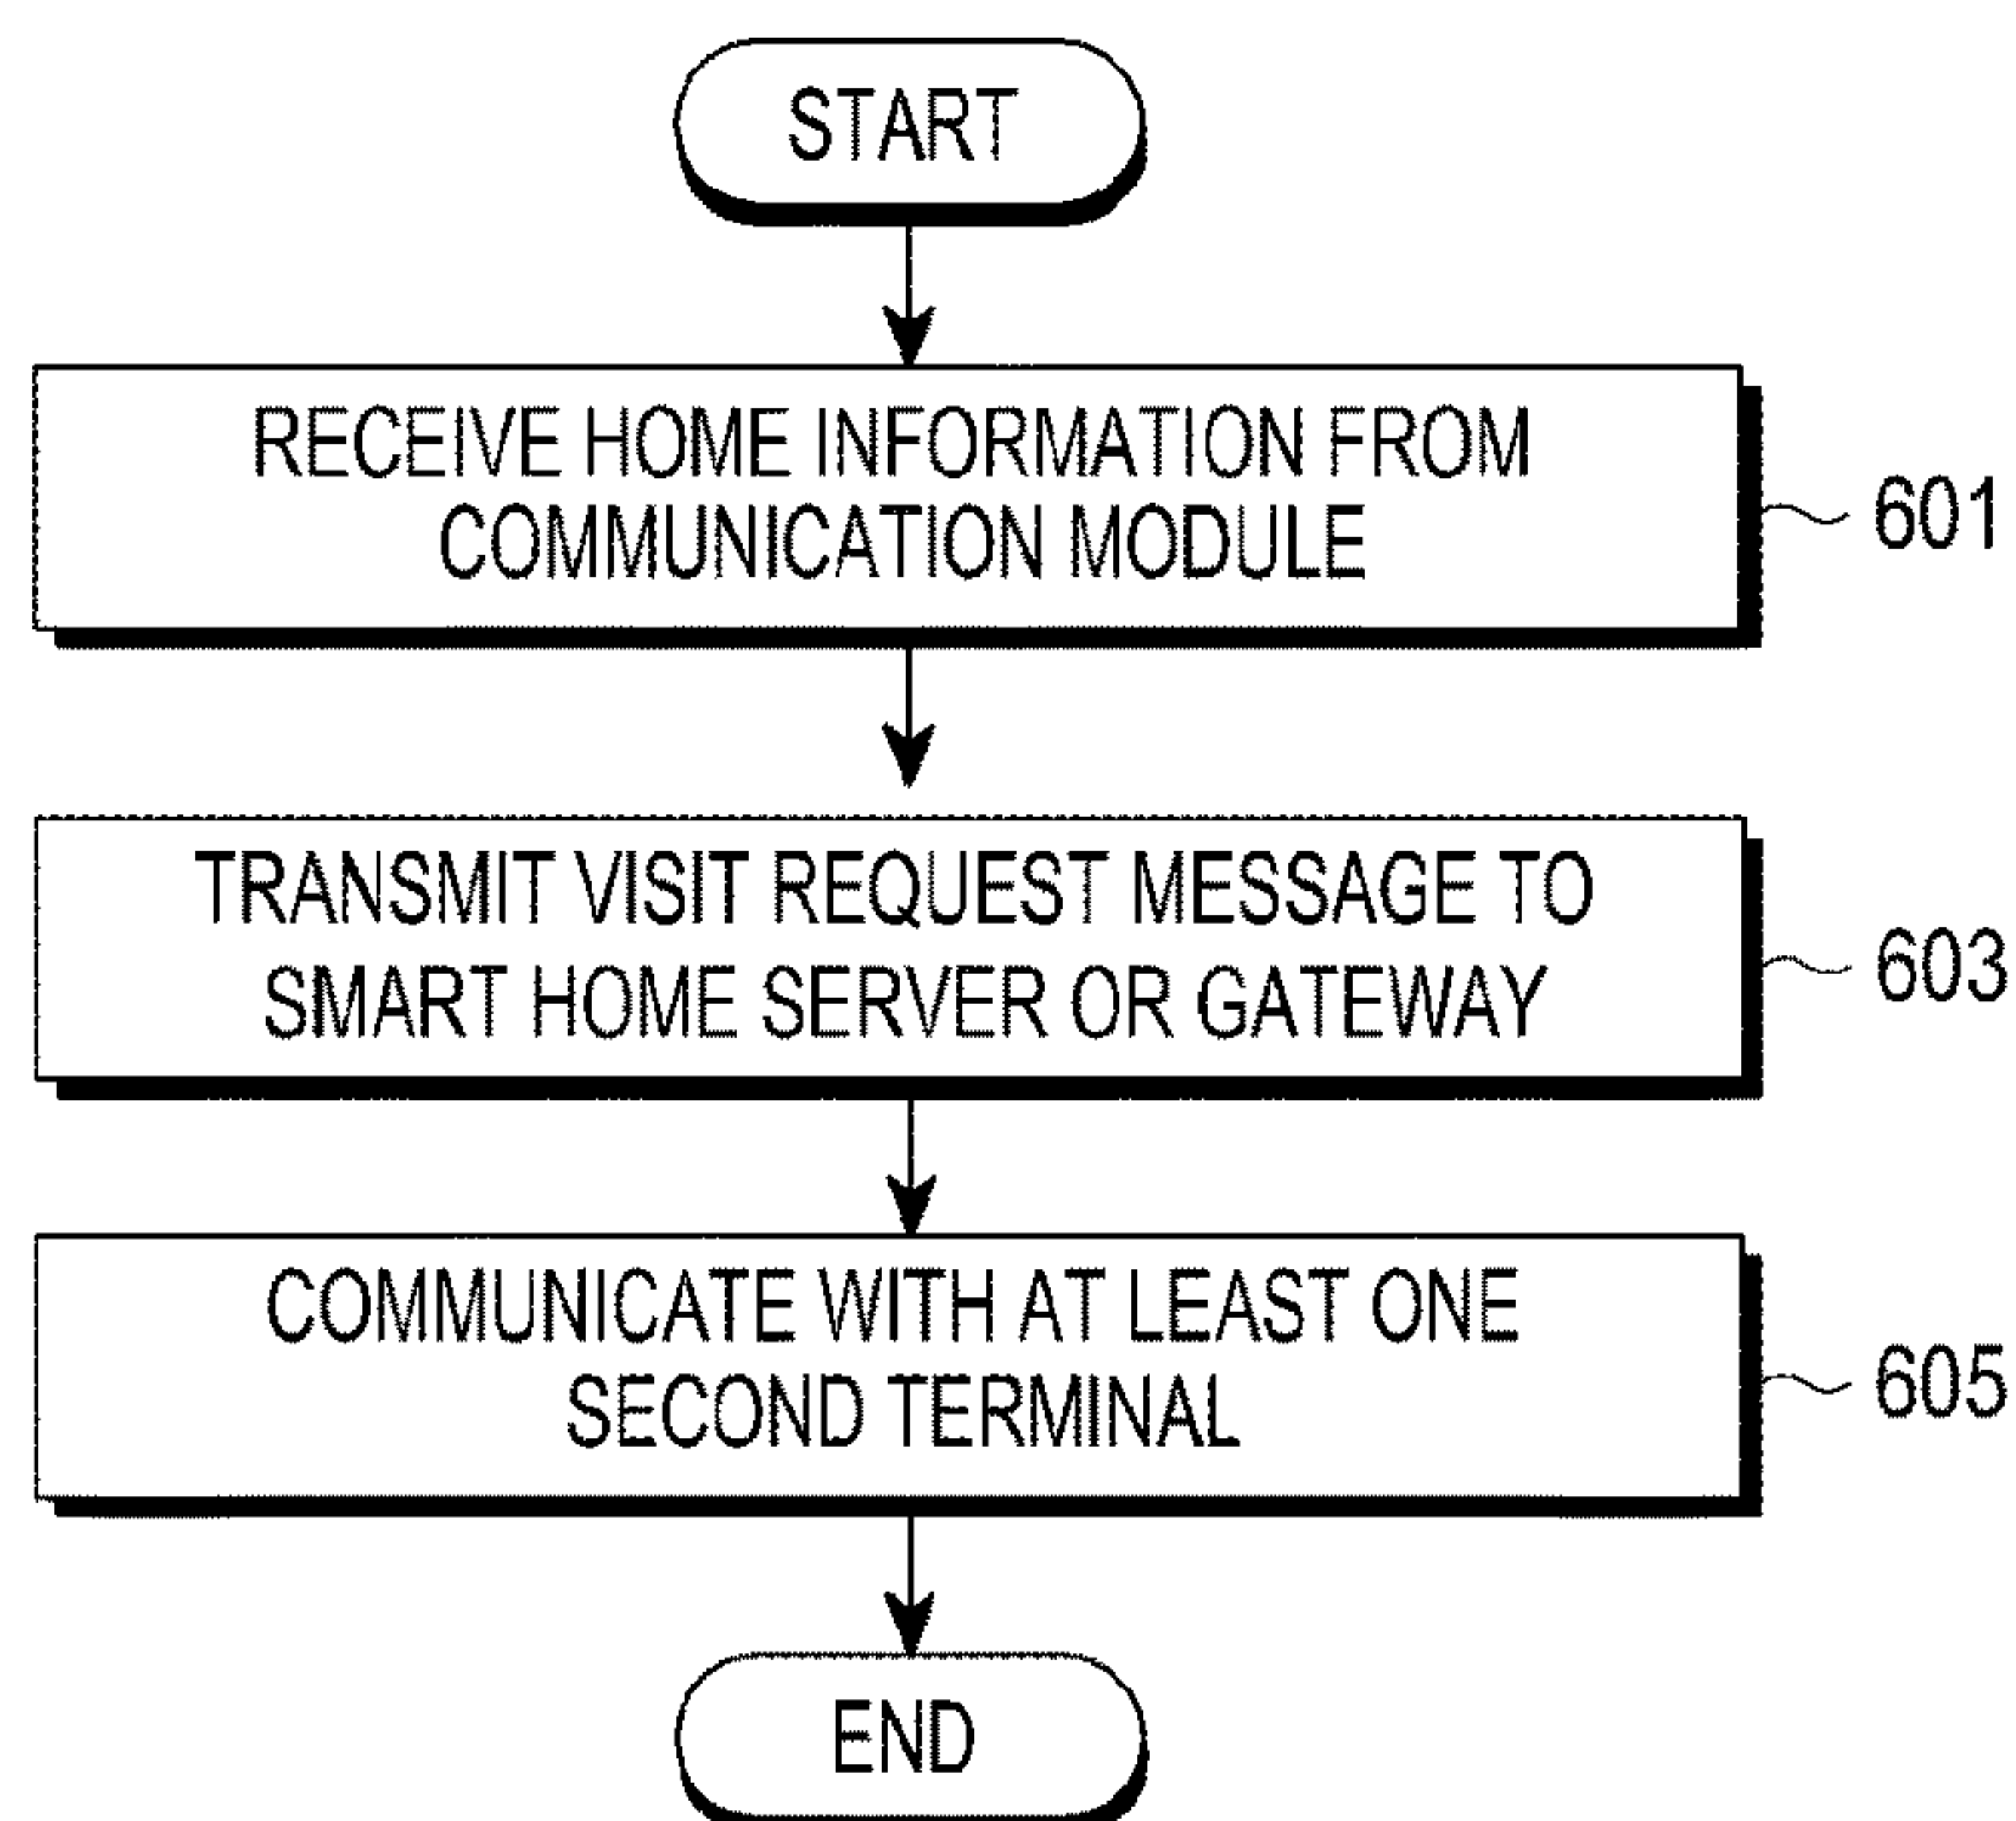 START
RECEIVE HOME INFORMATION FROM
COMMUNICATION MODULE
601
TRANSMIT VISIT REQUEST MESSAGE TO
SMART HOME SERVER OR GATEWAY
603
COMMUNICATE WITH AT LEAST ONE
SECOND TERMINAL
605
END